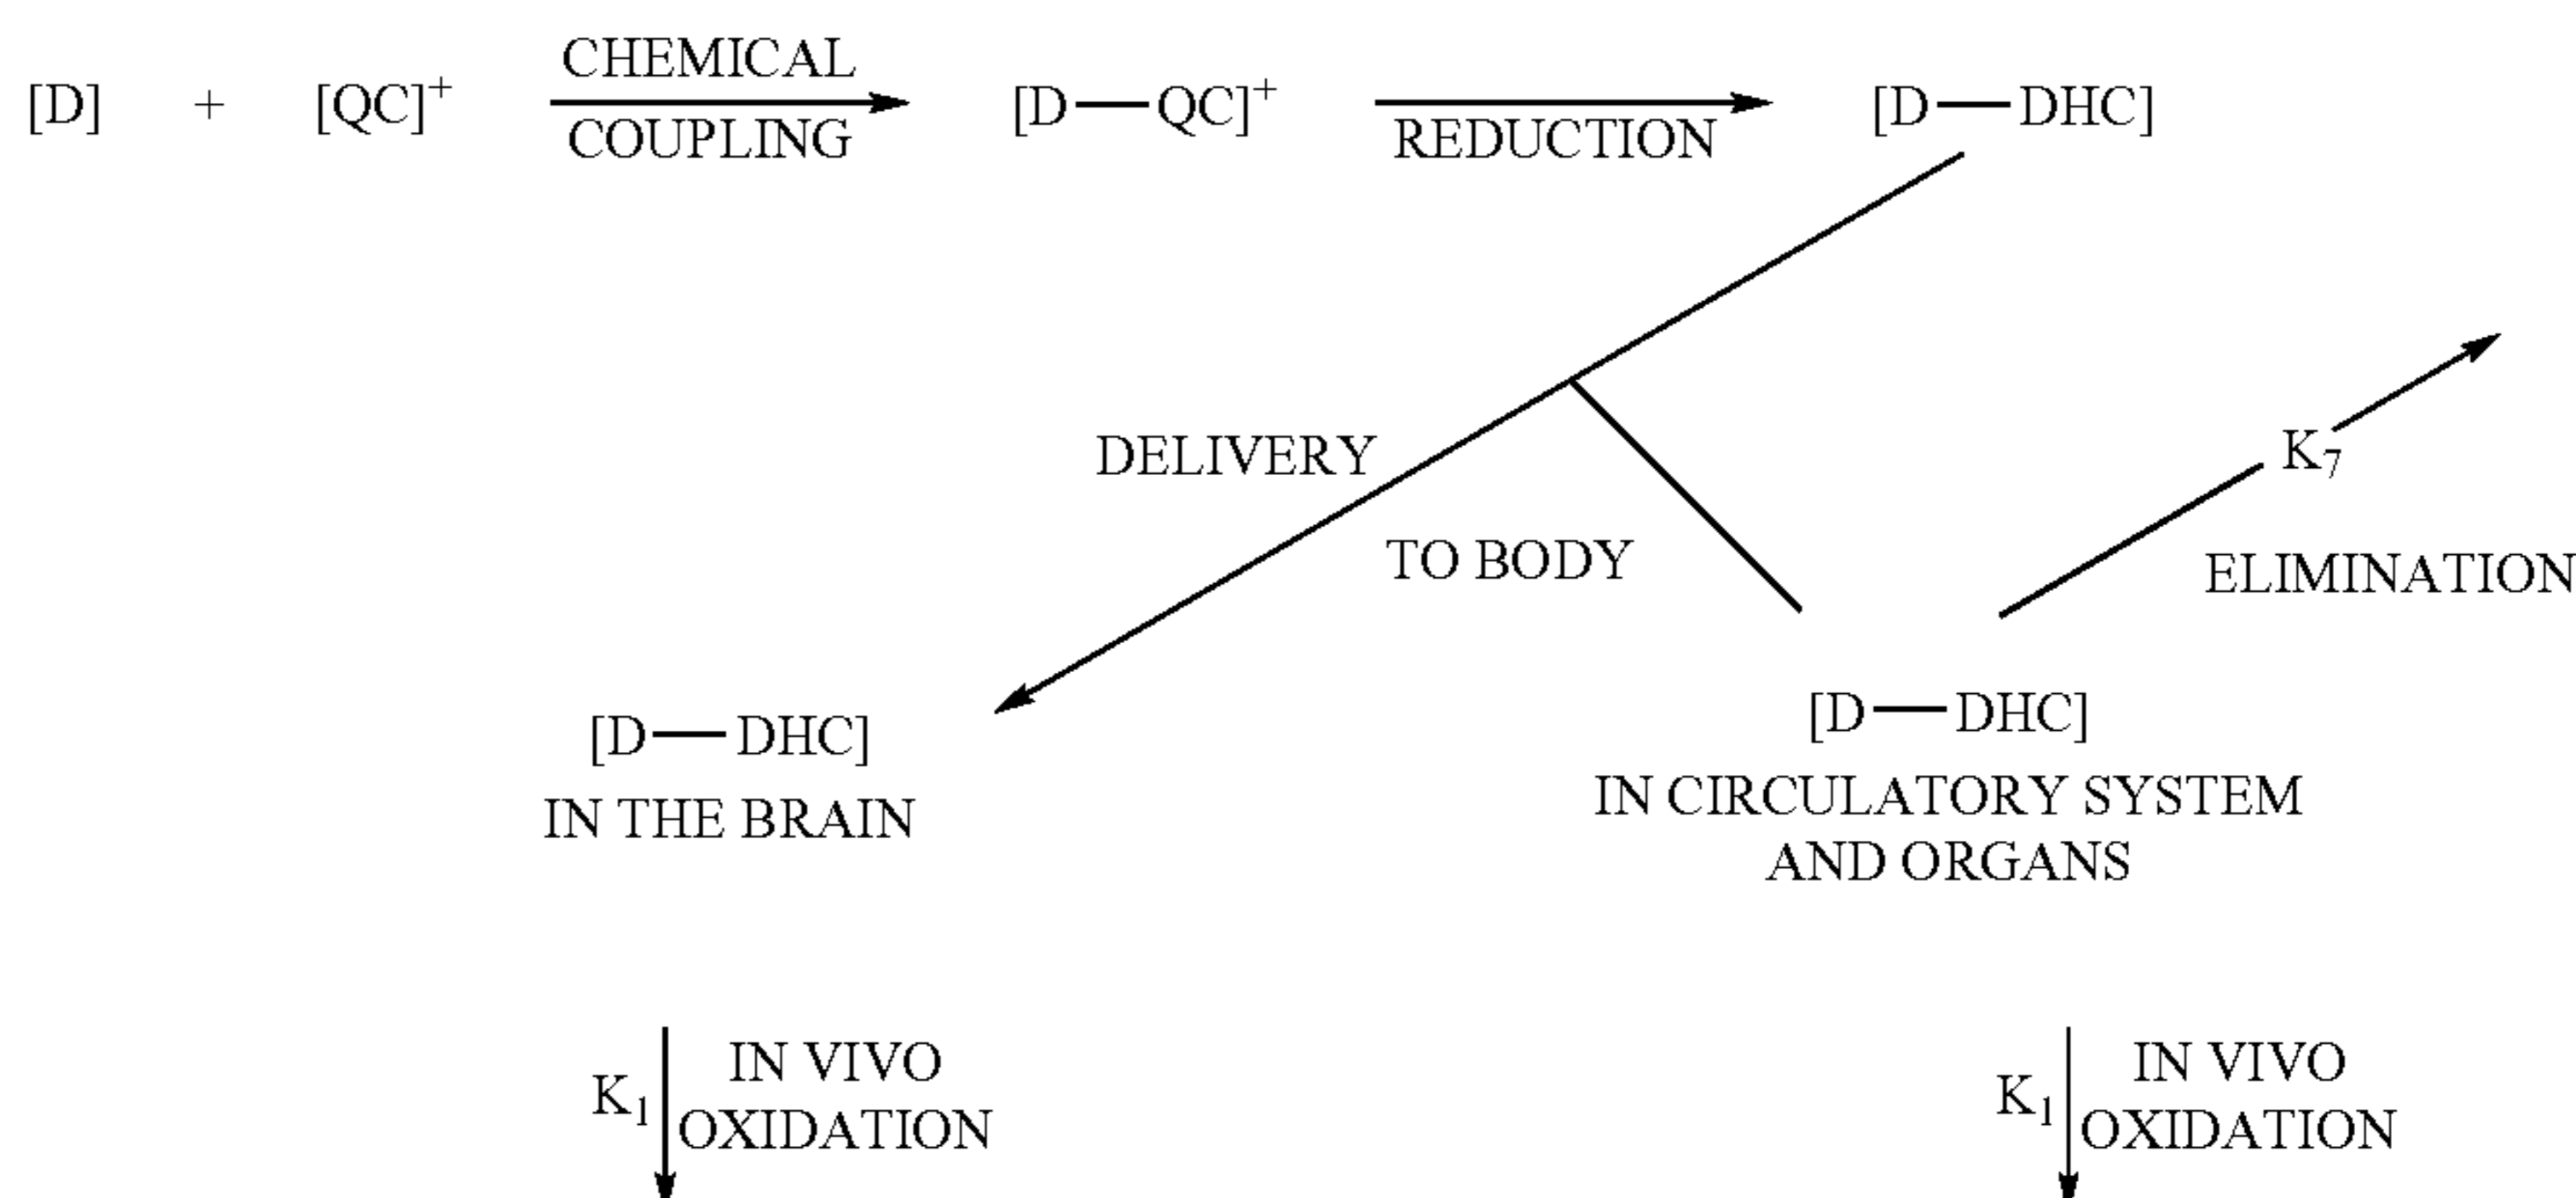 [D] + [QC]+ CHEMICAL COUPLING [D—QC]+ REDUCTION [D—DHC]
DELIVERY
TO BODY
K7
ELIMINATION
[D—DHC]
IN THE BRAIN
[D—DHC]
IN CIRCULATORY SYSTEM
AND ORGANS
K1
IN VIVO
OXIDATION
K1
IN VIVO
OXIDATION